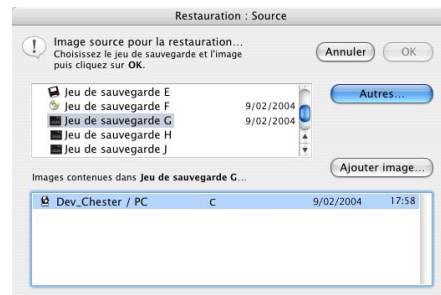 Restauration : Source
Image source pour la restauration...
Choisissez le jeu de sauvegarde et l'image
puis cliquez sur OK.
Annuler
OK
Jeu de sauvegarde E
Jeu de sauvegarde F 9/02/2004
Jeu de sauvegarde G 9/02/2004
Jeu de sauvegarde H
Jeu de sauvegarde J
Autres...
Ajouter image...
Images contenues dans Jeu de sauvegarde G...
Dev_Chester / PC C 9/02/2004 17:58